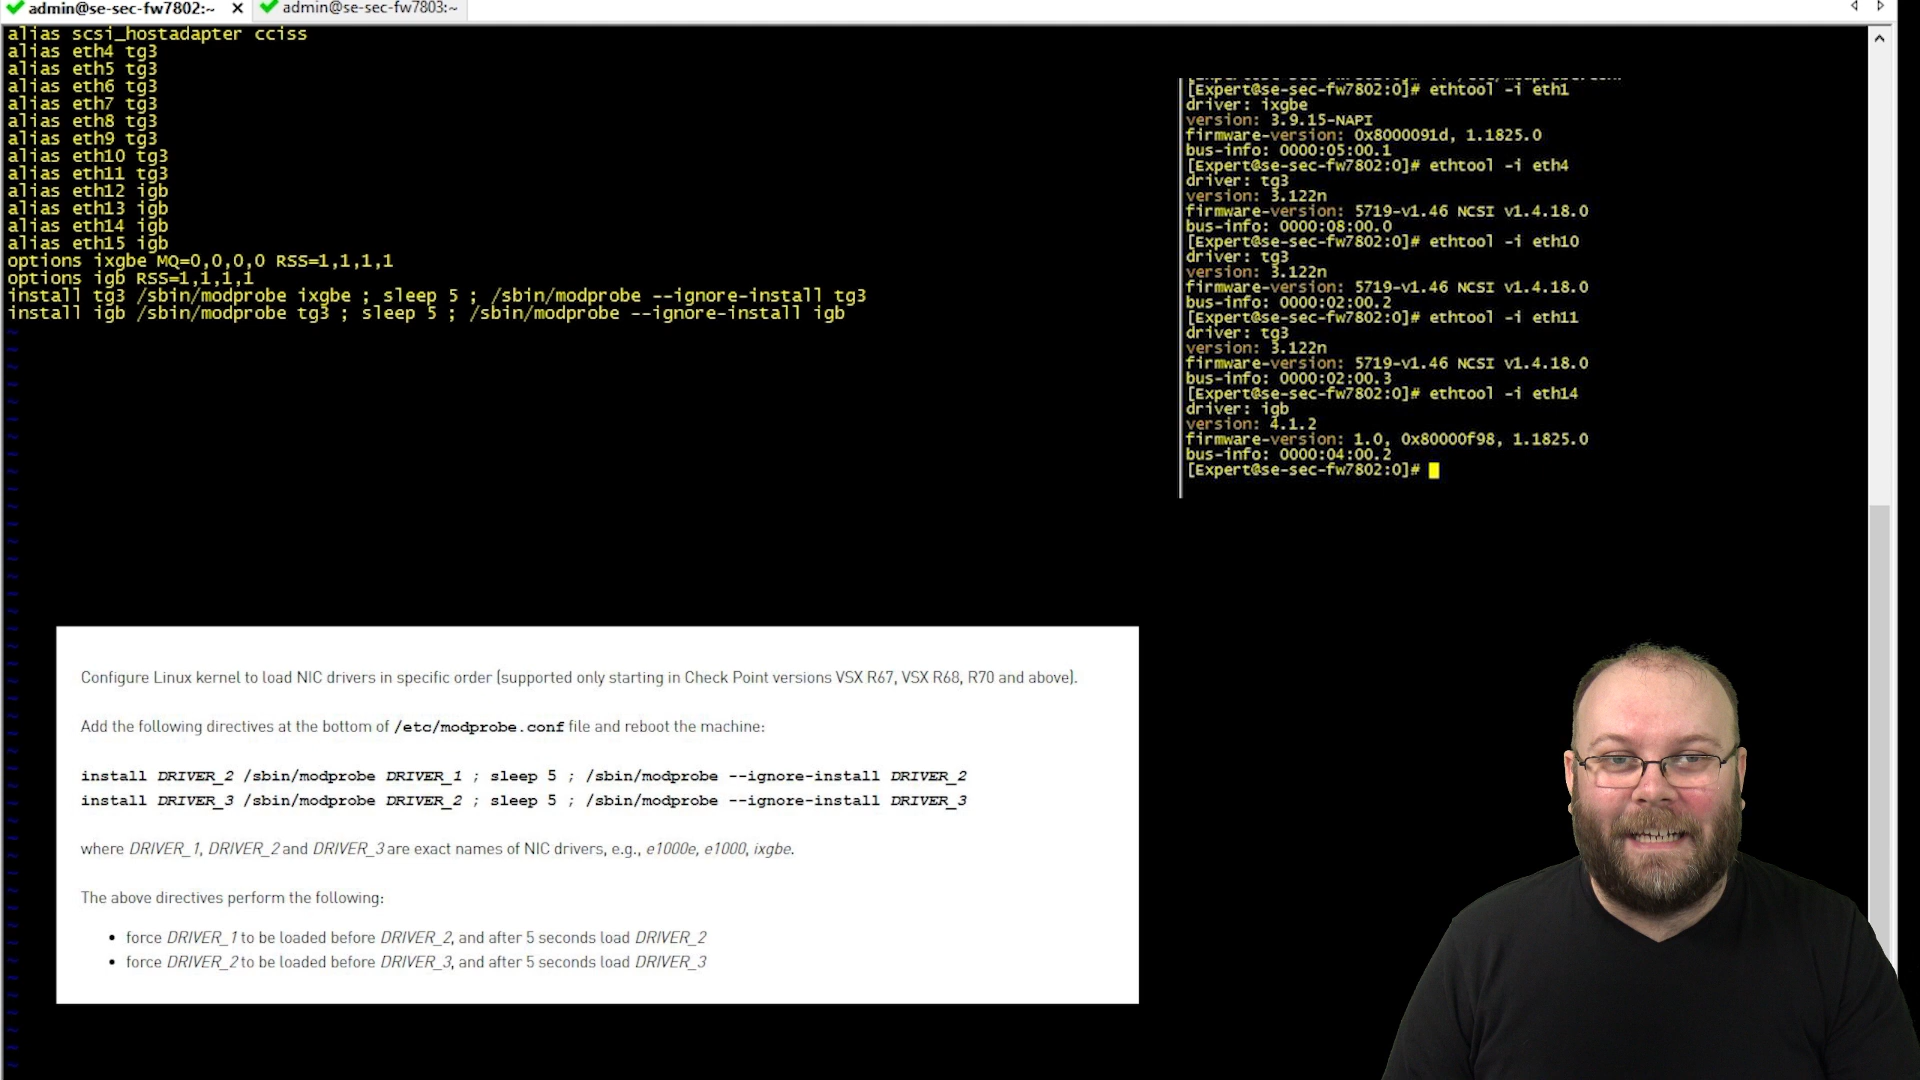 admin@se-sec-fw7802:~ × admin@se-sec-fw7803:~
alias scsi_hostadapter cciss
alias eth4 tg3
alias eth5 tg3
alias eth6 tg3
alias eth7 tg3
alias eth8 tg3
alias eth9 tg3
alias eth10 tg3
alias eth11 tg3
alias eth12 igb
alias eth13 igb
alias eth14 igb
alias eth15 igb
options ixgbe MQ=0,0,0,0 RSS=1,1,1,1
options igb RSS=1,1,1,1
install tg3 /sbin/modprobe ixgbe ; sleep 5 ; /sbin/modprobe --ignore-install tg3
install igb /sbin/modprobe tg3 ; sleep 5 ; /sbin/modprobe --ignore-install igb
[Expert@se-sec-fw7802:0]# ethtool -i eth1
driver: ixgbe
version: 3.9.15-NAPI
firmware-version: 0x8000091d, 1.1825.0
bus-info: 0000:05:00.1
[Expert@se-sec-fw7802:0]# ethtool -i eth4
driver: tg3
version: 3.122n
firmware-version: 5719-v1.46 NCSI v1.4.18.0
bus-info: 0000:08:00.0
[Expert@se-sec-fw7802:0]# ethtool -i eth10
driver: tg3
version: 3.122n
firmware-version: 5719-v1.46 NCSI v1.4.18.0
bus-info: 0000:02:00.2
[Expert@se-sec-fw7802:0]# ethtool -i eth11
driver: tg3
version: 3.122n
firmware-version: 5719-v1.46 NCSI v1.4.18.0
bus-info: 0000:02:00.3
[Expert@se-sec-fw7802:0]# ethtool -i eth14
driver: igb
version: 4.1.2
firmware-version: 1.0, 0x80000f98, 1.1825.0
bus-info: 0000:04:00.2
[Expert@se-sec-fw7802:0]#
Configure Linux kernel to load NIC drivers in specific order (supported only starting in Check Point versions VSX R67, VSX R68, R70 and above).
Add the following directives at the bottom of /etc/modprobe.conf file and reboot the machine:
install DRIVER_2 /sbin/modprobe DRIVER_1 ; sleep 5 ; /sbin/modprobe --ignore-install DRIVER_2
install DRIVER_3 /sbin/modprobe DRIVER_2 ; sleep 5 ; /sbin/modprobe --ignore-install DRIVER_3
where DRIVER_1, DRIVER_2 and DRIVER_3 are exact names of NIC drivers, e.g., e1000e, e1000, ixgbe.
The above directives perform the following:
• force DRIVER_1 to be loaded before DRIVER_2, and after 5 seconds load DRIVER_2
• force DRIVER_2 to be loaded before DRIVER_3, and after 5 seconds load DRIVER_3